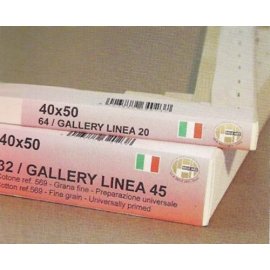 40x50
64 / GALLERY LINEA 20
40x50
32 / GALLERY LINEA 45
Cotone ref. 569 - Grana fine - Preparazione universale
Cotton ref. 569 - Fine grain - Universally primed